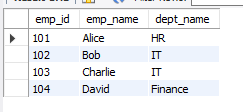 emp_id emp_name dept_name
101 Alice HR
102 Bob IT
103 Charlie IT
104 David Finance